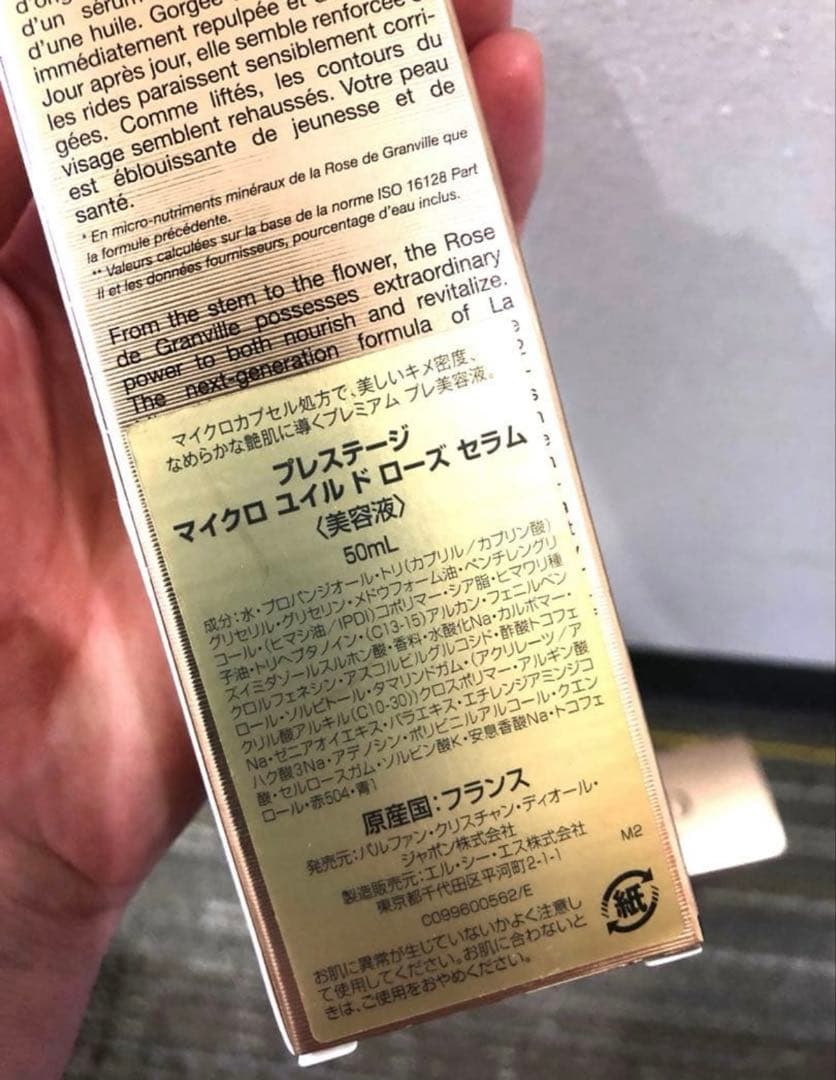 d'un sérum
d'une huile. Gorgée
immédiatement repulpée et
Jour après jour, elle semble renforcée
les rides paraissent sensiblement corri-
gées. Comme liftés, les contours du
visage semblent rehaussés. Votre peau
est éblouissante de jeunesse et de
santé.
* En micro-nutriments minéraux de la Rose de Granville que
la formule précédente.
** Valeurs calculées sur la base de la norme ISO 16128 Part
II et les données fournisseurs, pourcentage d'eau inclus.
From the stem to the flower, the Rose
de Granville possesses extraordinary
power to both nourish and revitalize.
The next-generation formula of La
マイクロカプセル処方で、美しいキメ密度、
なめらかな艶肌に導くプレミアム プレ美容液。
プレステージ
マイクロ ユイル ド ローズ セラム
〈美容液〉
50mL
成分：水・プロパンジオール・トリ(カプリル/カプリン酸)
グリセリル・グリセリン・メドウフォーム油・ペンチレングリ
コール・(ヒマシ油/IPDI)コポリマー・シア脂・ヒマワリ種
子油・トリヘプタノイン・(C13-15)アルカン・フェニルベン
ズイミダゾールスルホン酸・香料・水酸化Na・カルボマー・
クロルフェネシン・アスコルビルグルコシド・酢酸トコフェ
ロール・ソルビトール・タマリンドガム・(アクリレーツ/ア
クリル酸アルキル(C10-30))クロスポリマー・アルギン酸
Na・ゼニアオイエキス・バラエキス・エチレンジアミンジコ
ハク酸3Na・アデノシン・ポリビニルアルコール・クエン
酸・セルロースガム・ソルビン酸K・安息香酸Na・トコフェ
ロール・赤504・青1
原産国：フランス
発売元：パルファン・クリスチャン・ディオール・
ジャポン株式会社
製造販売元：エル・シー・エス株式会社
東京都千代田区平河町2-1-1
M2
C099600562/E
紙
お肌に異常が生じていないかよく注意し
て使用してください。お肌に合わないと
きは、ご使用をおやめください。